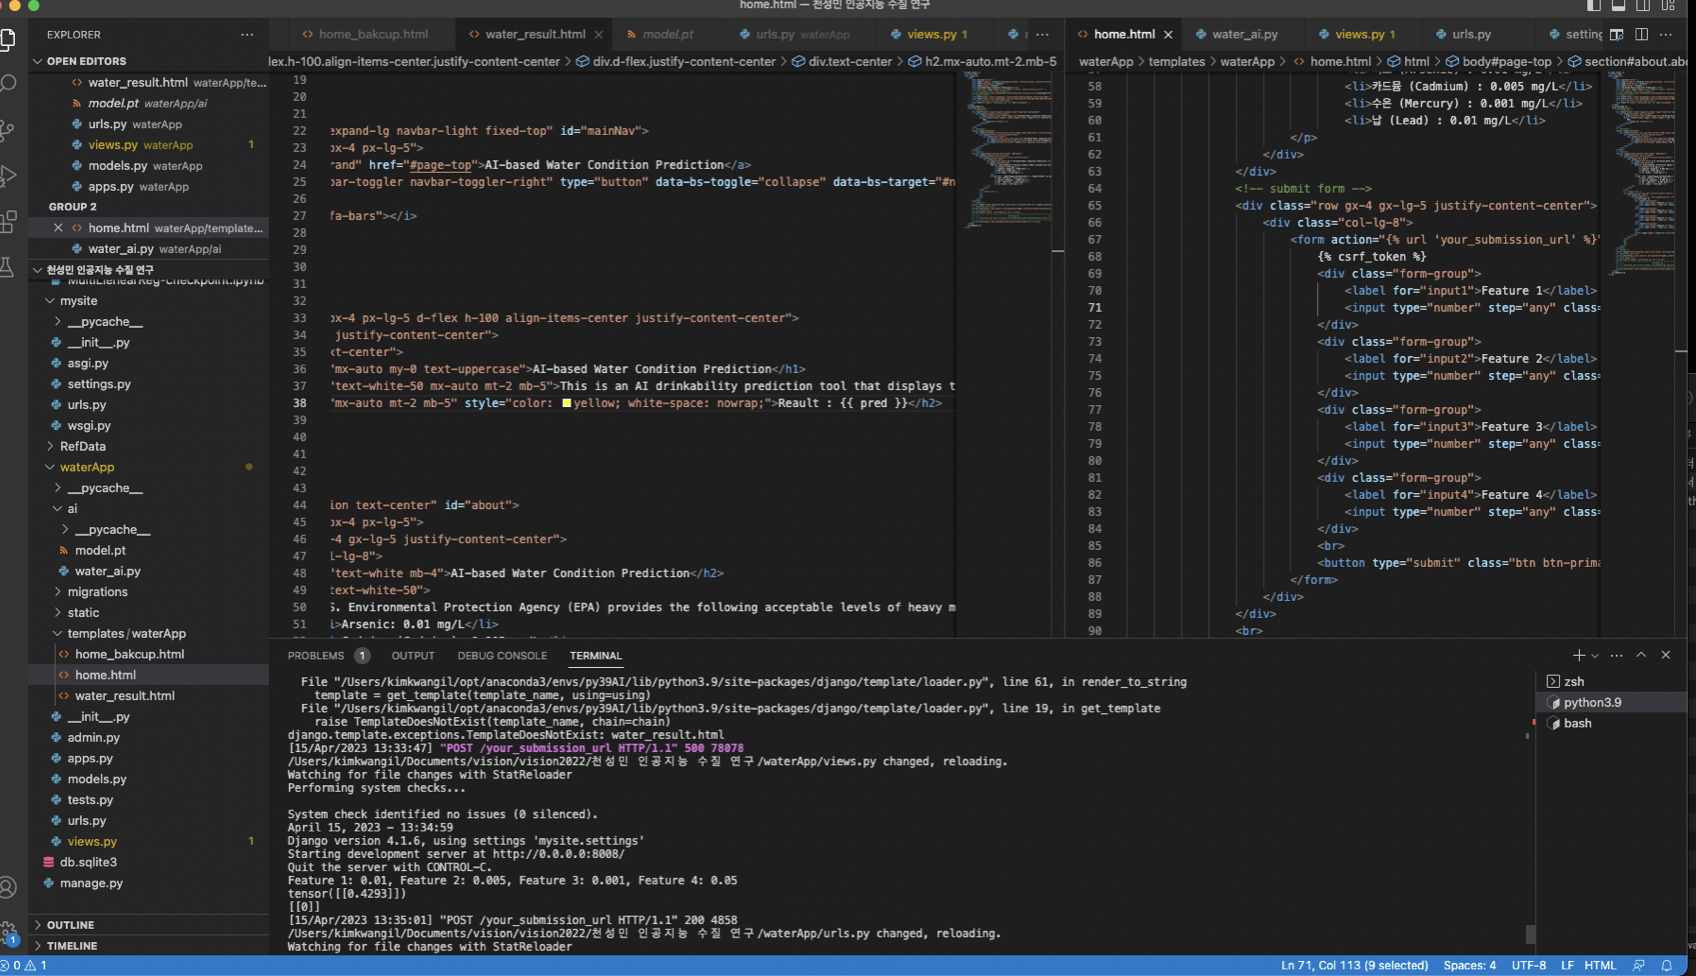 home.html — 천성민 인공지능 수질 연구
EXPLORER
OPEN EDITORS
water_result.html waterApp/te...
model.pt waterApp/ai
urls.py waterApp
views.py waterApp 1
models.py waterApp
apps.py waterApp
GROUP 2
home.html waterApp/template...
water_ai.py waterApp/ai
천성민 인공지능 수질 연구
MultiLienearReg-checkpoint.ipynb
mysite
__pycache__
__init__.py
asgi.py
settings.py
urls.py
wsgi.py
RefData
waterApp
__pycache__
ai
__pycache__
model.pt
water_ai.py
migrations
static
templates/waterApp
home_bakcup.html
home.html
water_result.html
__init__.py
admin.py
apps.py
models.py
tests.py
urls.py
views.py 1
db.sqlite3
manage.py
OUTLINE
TIMELINE
home_bakcup.html
water_result.html
model.pt
urls.py waterApp
views.py 1
lex.h-100.align-items-center.justify-content-center > div.d-flex.justify-content-center > div.text-center > h2.mx-auto.mt-2.mb-5
19
20
21
22 expand-lg navbar-light fixed-top" id="mainNav">
23 px-4 px-lg-5">
24 rand" href="#page-top">AI-based Water Condition Prediction</a>
25 bar-toggler navbar-toggler-right" type="button" data-bs-toggle="collapse" data-bs-target="#n
26
27 fa-bars"></i>
28
29
30
31
32
33 px-4 px-lg-5 d-flex h-100 align-items-center justify-content-center">
34 justify-content-center">
35 xt-center">
36 "mx-auto my-0 text-uppercase">AI-based Water Condition Prediction</h1>
37 "text-white-50 mx-auto mt-2 mb-5">This is an AI drinkability prediction tool that displays t
38 "mx-auto mt-2 mb-5" style="color: yellow; white-space: nowrap;">Reault : {{ pred }}</h2>
39
40
41
42
43
44 ion text-center" id="about">
45 px-4 px-lg-5">
46 -4 gx-lg-5 justify-content-center">
47 l-lg-8">
48 "text-white mb-4">AI-based Water Condition Prediction</h2>
49 text-white-50">
50 S. Environmental Protection Agency (EPA) provides the following acceptable levels of heavy m
51 i>Arsenic: 0.01 mg/L</li>
home.html
water_ai.py
views.py 1
urls.py
setting
waterApp > templates > waterApp > home.html > html > body#page-top > section#about.abo
58 <li>카드뮴 (Cadmium) : 0.005 mg/L</li>
59 <li>수은 (Mercury) : 0.001 mg/L</li>
60 <li>납 (Lead) : 0.01 mg/L</li>
61 </p>
62 </div>
63 </div>
64 <!-- submit form -->
65 <div class="row gx-4 gx-lg-5 justify-content-center">
66 <div class="col-lg-8">
67 <form action="{% url 'your_submission_url' %}"
68 {% csrf_token %}
69 <div class="form-group">
70 <label for="input1">Feature 1</label>
71 <input type="number" step="any" class=
72 </div>
73 <div class="form-group">
74 <label for="input2">Feature 2</label>
75 <input type="number" step="any" class=
76 </div>
77 <div class="form-group">
78 <label for="input3">Feature 3</label>
79 <input type="number" step="any" class=
80 </div>
81 <div class="form-group">
82 <label for="input4">Feature 4</label>
83 <input type="number" step="any" class=
84 </div>
85 <br>
86 <button type="submit" class="btn btn-prima
87 </form>
88 </div>
89 </div>
90 <br>
PROBLEMS 1 OUTPUT DEBUG CONSOLE TERMINAL
File "/Users/kimkwangil/opt/anaconda3/envs/py39AI/lib/python3.9/site-packages/django/template/loader.py", line 61, in render_to_string
template = get_template(template_name, using=using)
File "/Users/kimkwangil/opt/anaconda3/envs/py39AI/lib/python3.9/site-packages/django/template/loader.py", line 19, in get_template
raise TemplateDoesNotExist(template_name, chain=chain)
django.template.exceptions.TemplateDoesNotExist: water_result.html
[15/Apr/2023 13:33:47] "POST /your_submission_url HTTP/1.1" 500 78078
/Users/kimkwangil/Documents/vision/vision2022/천성민 인공지능 수질 연구/waterApp/views.py changed, reloading.
Watching for file changes with StatReloader
Performing system checks...
System check identified no issues (0 silenced).
April 15, 2023 - 13:34:59
Django version 4.1.6, using settings 'mysite.settings'
Starting development server at http://0.0.0.0:8008/
Quit the server with CONTROL-C.
Feature 1: 0.01, Feature 2: 0.005, Feature 3: 0.001, Feature 4: 0.05
tensor([[0.4293]])
[[0]]
[15/Apr/2023 13:35:01] "POST /your_submission_url HTTP/1.1" 200 4858
/Users/kimkwangil/Documents/vision/vision2022/천성민 인공지능 수질 연구/waterApp/urls.py changed, reloading.
Watching for file changes with StatReloader
zsh
python3.9
bash
1
0 1
Ln 71, Col 113 (9 selected) Spaces: 4 UTF-8 LF HTML